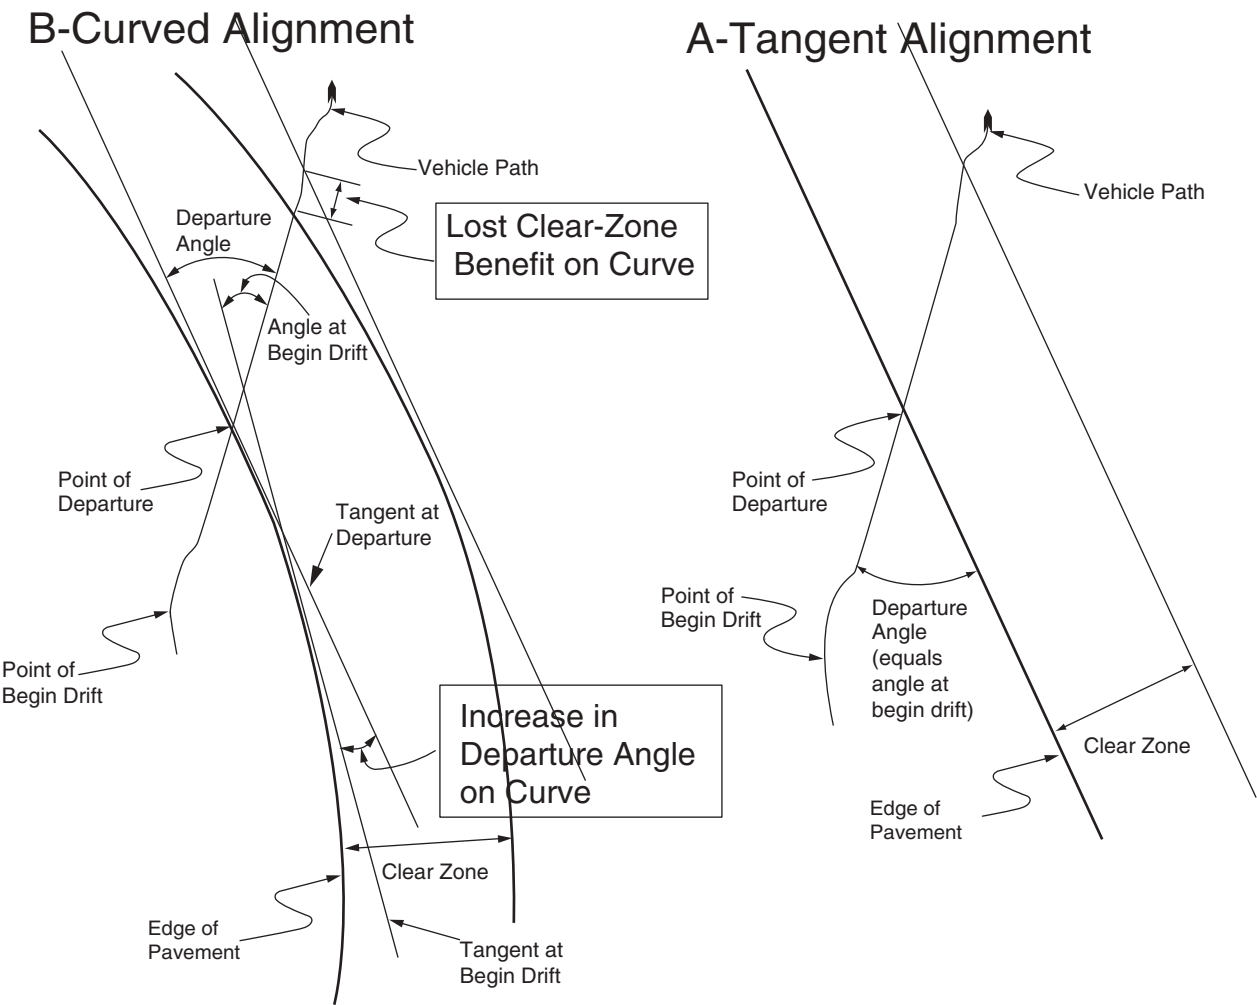 B-Curved Alignment
Vehicle Path
Departure
Angle
Lost Clear-Zone
Benefit on Curve
Angle at
Begin Drift
Point of
Departure
Tangent at
Departure
Point of
Begin Drift
Increase in
Departure Angle
on Curve
Clear Zone
Edge of
Pavement
Tangent at
Begin Drift
A-Tangent Alignment
Vehicle Path
Point of
Departure
Point of
Begin Drift
Departure
Angle
(equals
angle at
begin drift)
Clear Zone
Edge of
Pavement